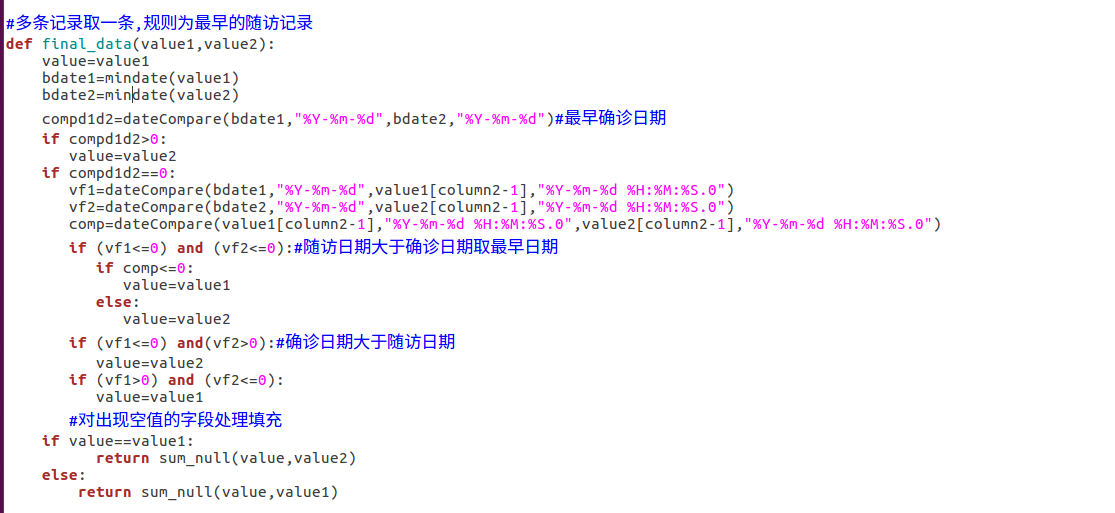 #多条记录取一条,规则为最早的随访记录
def final_data(value1,value2):
    value=value1
    bdate1=mindate(value1)
    bdate2=mindate(value2)
    compd1d2=dateCompare(bdate1,"%Y-%m-%d",bdate2,"%Y-%m-%d")#最早确诊日期
    if compd1d2>0:
       value=value2
    if compd1d2==0:
       vf1=dateCompare(bdate1,"%Y-%m-%d",value1[column2-1],"%Y-%m-%d %H:%M:%S.0")
       vf2=dateCompare(bdate2,"%Y-%m-%d",value2[column2-1],"%Y-%m-%d %H:%M:%S.0")
       comp=dateCompare(value1[column2-1],"%Y-%m-%d %H:%M:%S.0",value2[column2-1],"%Y-%m-%d %H:%M:%S.0")
       if (vf1<=0) and (vf2<=0):#随访日期大于确诊日期取最早日期
          if comp<=0:
             value=value1
          else:
             value=value2
       if (vf1<=0) and(vf2>0):#确诊日期大于随访日期
          value=value2
       if (vf1>0) and (vf2<=0):
          value=value1
       #对出现空值的字段处理填充
    if value==value1:
          return sum_null(value,value2)
    else:
        return sum_null(value,value1)